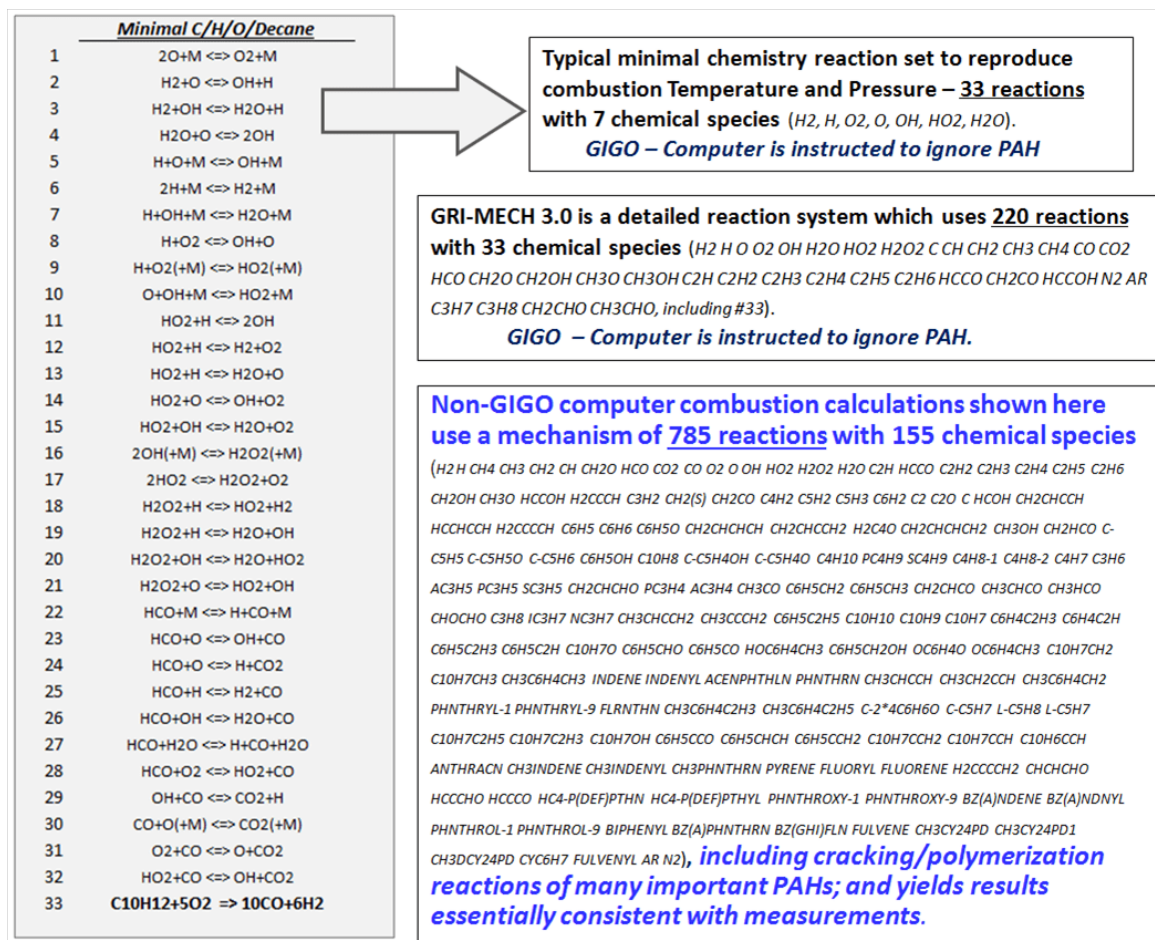 Minimal C/H/O/Decane
1 2O+M <=> O2+M
2 H2+O <=> OH+H
3 H2+OH <=> H2O+H
4 H2O+O <=> 2OH
5 H+O+M <=> OH+M
6 2H+M <=> H2+M
7 H+OH+M <=> H2O+M
8 H+O2 <=> OH+O
9 H+O2(+M) <=> HO2(+M)
10 O+OH+M <=> HO2+M
11 HO2+H <=> 2OH
12 HO2+H <=> H2+O2
13 HO2+H <=> H2O+O
14 HO2+O <=> OH+O2
15 HO2+OH <=> H2O+O2
16 2OH(+M) <=> H2O2(+M)
17 2HO2 <=> H2O2+O2
18 H2O2+H <=> HO2+H2
19 H2O2+H <=> H2O+OH
20 H2O2+OH <=> H2O+HO2
21 H2O2+O <=> HO2+OH
22 HCO+M <=> H+CO+M
23 HCO+O <=> OH+CO
24 HCO+O <=> H+CO2
25 HCO+H <=> H2+CO
26 HCO+OH <=> H2O+CO
27 HCO+H2O <=> H+CO+H2O
28 HCO+O2 <=> HO2+CO
29 OH+CO <=> CO2+H
30 CO+O(+M) <=> CO2(+M)
31 O2+CO <=> O+CO2
32 HO2+CO <=> OH+CO2
33 C10H12+5O2 => 10CO+6H2
Typical minimal chemistry reaction set to reproduce
combustion Temperature and Pressure – 33 reactions
with 7 chemical species (H2, H, O2, O, OH, HO2, H2O).
GIGO – Computer is instructed to ignore PAH
GRI-MECH 3.0 is a detailed reaction system which uses 220 reactions
with 33 chemical species (H2 H O O2 OH H2O HO2 H2O2 C CH CH2 CH3 CH4 CO CO2
HCO CH2O CH2OH CH3O CH3OH C2H C2H2 C2H3 C2H4 C2H5 C2H6 HCCO CH2CO HCCOH N2 AR
C3H7 C3H8 CH2CHO CH3CHO, including #33).
GIGO – Computer is instructed to ignore PAH.
Non-GIGO computer combustion calculations shown here
use a mechanism of 785 reactions with 155 chemical species
(H2 H CH4 CH3 CH2 CH CH2O HCO CO2 CO O2 O OH HO2 H2O2 H2O C2H HCCO C2H2 C2H3 C2H4 C2H5 C2H6
CH2OH CH3O HCCOH H2CCCH C3H2 CH2(S) CH2CO C4H2 C5H2 C5H3 C6H2 C2 C2O C HCOH CH2CHCCH
HCCHCCH H2CCCCH C6H5 C6H6 C6H5O CH2CHCHCH CH2CHCCH2 H2C4O CH2CHCHCH2 CH3OH CH2HCO C-
C5H5 C-C5H5O C-C5H6 C6H5OH C10H8 C-C5H4OH C-C5H4O C4H10 PC4H9 SC4H9 C4H8-1 C4H8-2 C4H7 C3H6
AC3H5 PC3H5 SC3H5 CH2CHCHO PC3H4 AC3H4 CH3CO C6H5CH2 C6H5CH3 CH2CHCO CH3CHCO CH3HCO
CHOCHO C3H8 IC3H7 NC3H7 CH3CHCCH2 CH3CCCH2 C6H5C2H5 C10H10 C10H9 C10H7 C6H4C2H3 C6H4C2H
C6H5C2H3 C6H5C2H C10H7O C6H5CHO C6H5CO HOC6H4CH3 C6H5CH2OH OC6H4O OC6H4CH3 C10H7CH2
C10H7CH3 CH3C6H4CH3 INDENE INDENYL ACENPHTHLN PHNTHRN CH3CHCCH CH3CH2CCH CH3C6H4CH2
PHNTHRYL-1 PHNTHRYL-9 FLRNTHN CH3C6H4C2H3 CH3C6H4C2H5 C-2*4C6H6O C-C5H7 L-C5H8 L-C5H7
C10H7C2H5 C10H7C2H3 C10H7OH C6H5CCO C6H5CHCH C6H5CCH2 C10H7CCH2 C10H7CCH C10H6CCH
ANTHRACN CH3INDENE CH3INDENYL CH3PHNTHRN PYRENE FLUORYL FLUORENE H2CCCCH2 CHCHCHO
HCCCHO HCCCO HC4-P(DEF)PTHN HC4-P(DEF)PTHYL PHNTHROXY-1 PHNTHROXY-9 BZ(A)NDENE BZ(A)NDNYL
PHNTHROL-1 PHNTHROL-9 BIPHENYL BZ(A)PHNTHRN BZ(GHI)FLN FULVENE CH3CY24PD CH3CY24PD1
CH3DCY24PD CYC6H7 FULVENYL AR N2), including cracking/polymerization
reactions of many important PAHs; and yields results
essentially consistent with measurements.